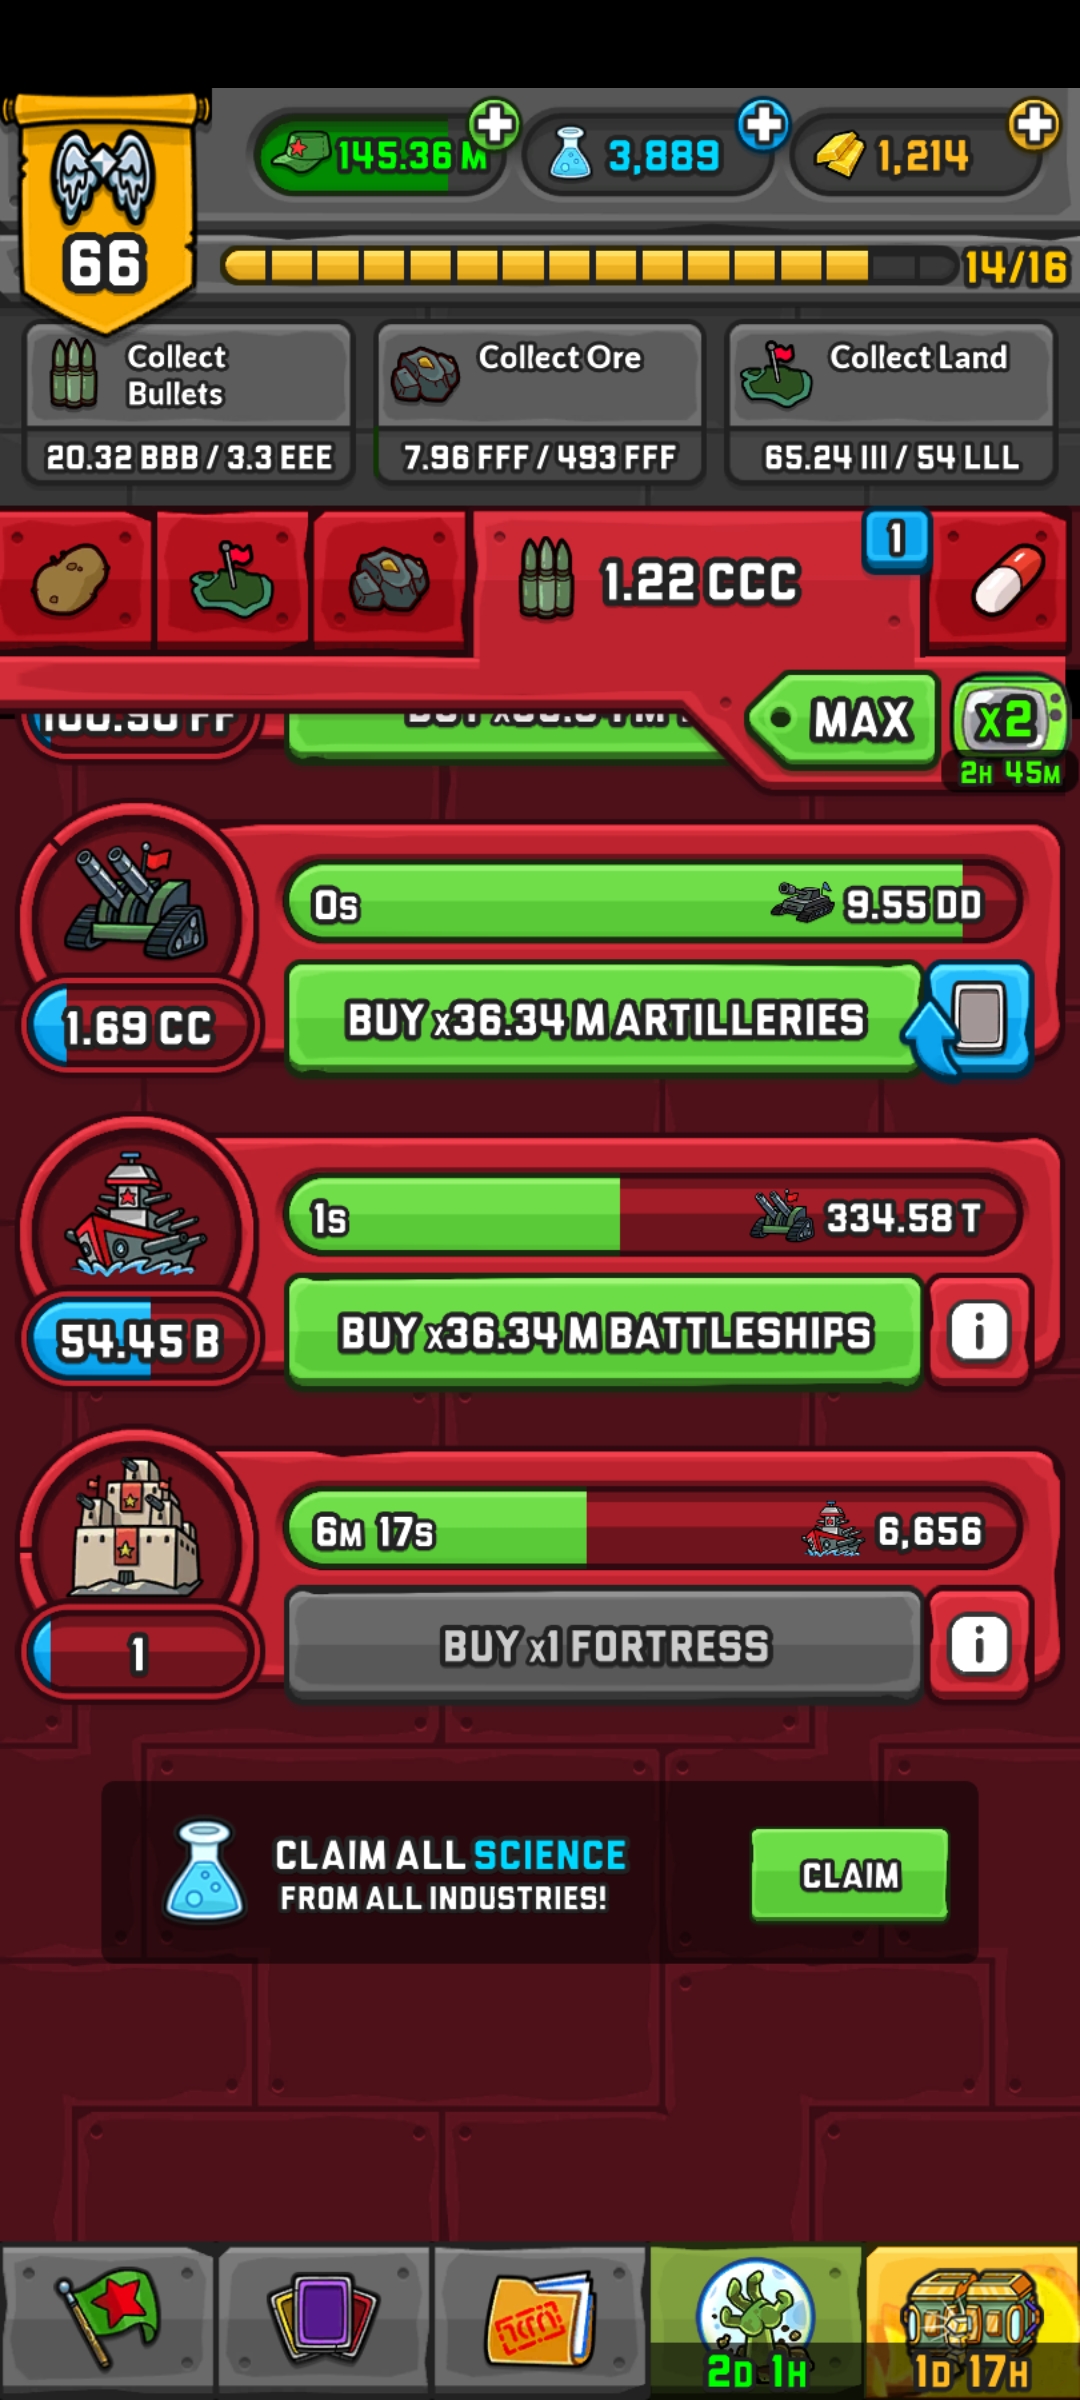 145.36 M
3,889
1,214
66
14/16
Collect
Bullets
Collect Ore
Collect Land
20.32 BBB / 3.3 EEE
7.96 FFF / 493 FFF
65.24 III / 54 LLL
1.22 CCC
1
MAX
x2
2H 45M
0s
9.55 DD
1.69 CC
BUY x36.34 M ARTILLERIES
1s
334.58 T
54.45 B
BUY x36.34 M BATTLESHIPS
i
6M 17s
6,656
1
BUY x1 FORTRESS
i
CLAIM ALL SCIENCE
FROM ALL INDUSTRIES!
CLAIM
2D 1H
1D 17H